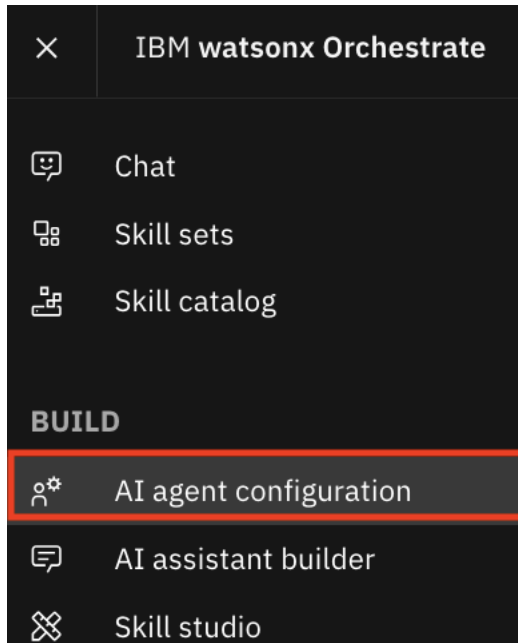 IBM watsonx Orchestrate
Chat
Skill sets
Skill catalog
BUILD
AI agent configuration
AI assistant builder
Skill studio